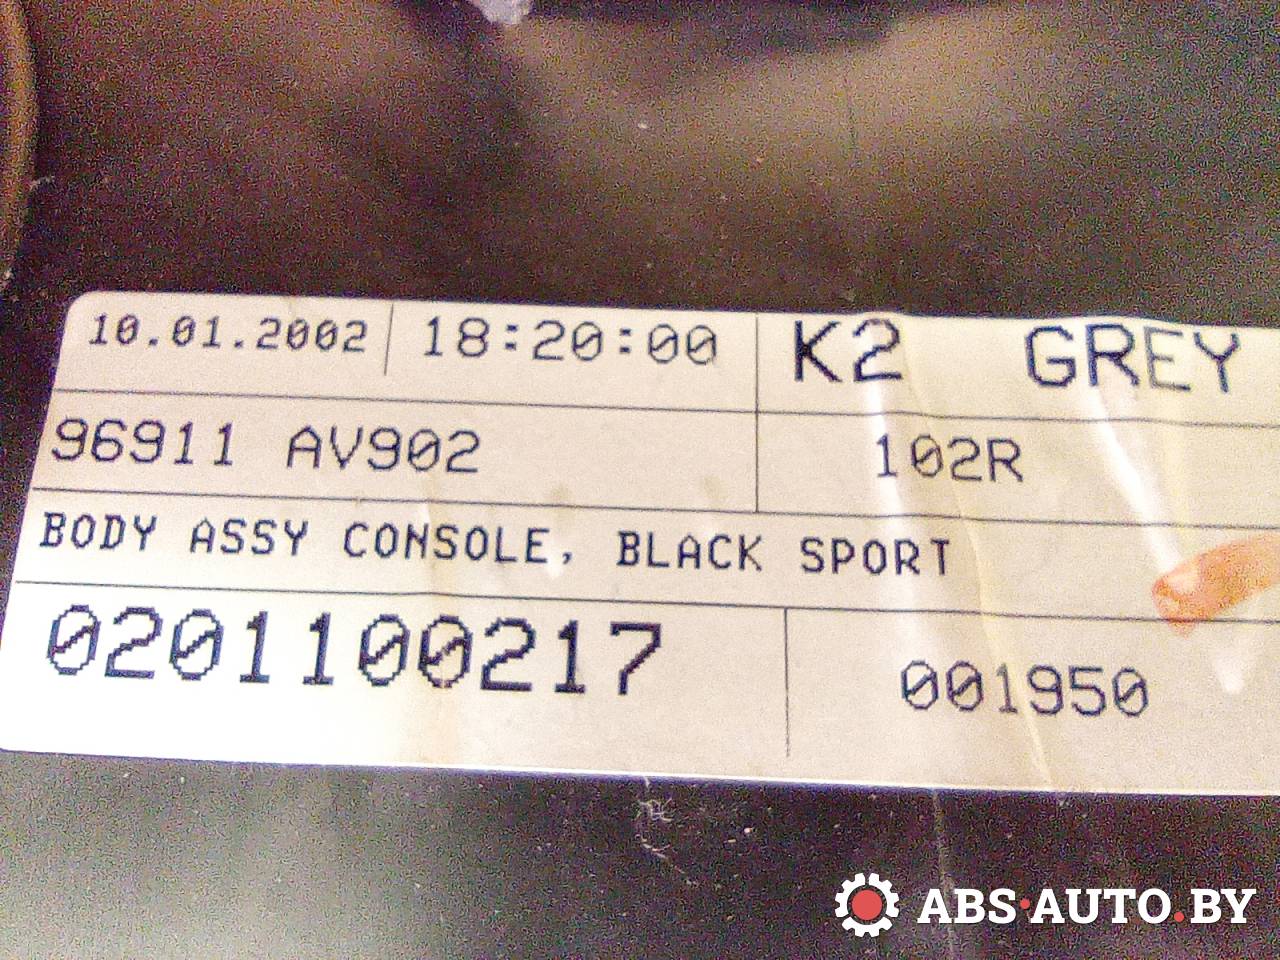 10.01.2002 18:20:00 K2 GREY
96911 AV902 102R
BODY ASSY CONSOLE, BLACK SPORT
0201100217 001950
ABS·AUTO.BY